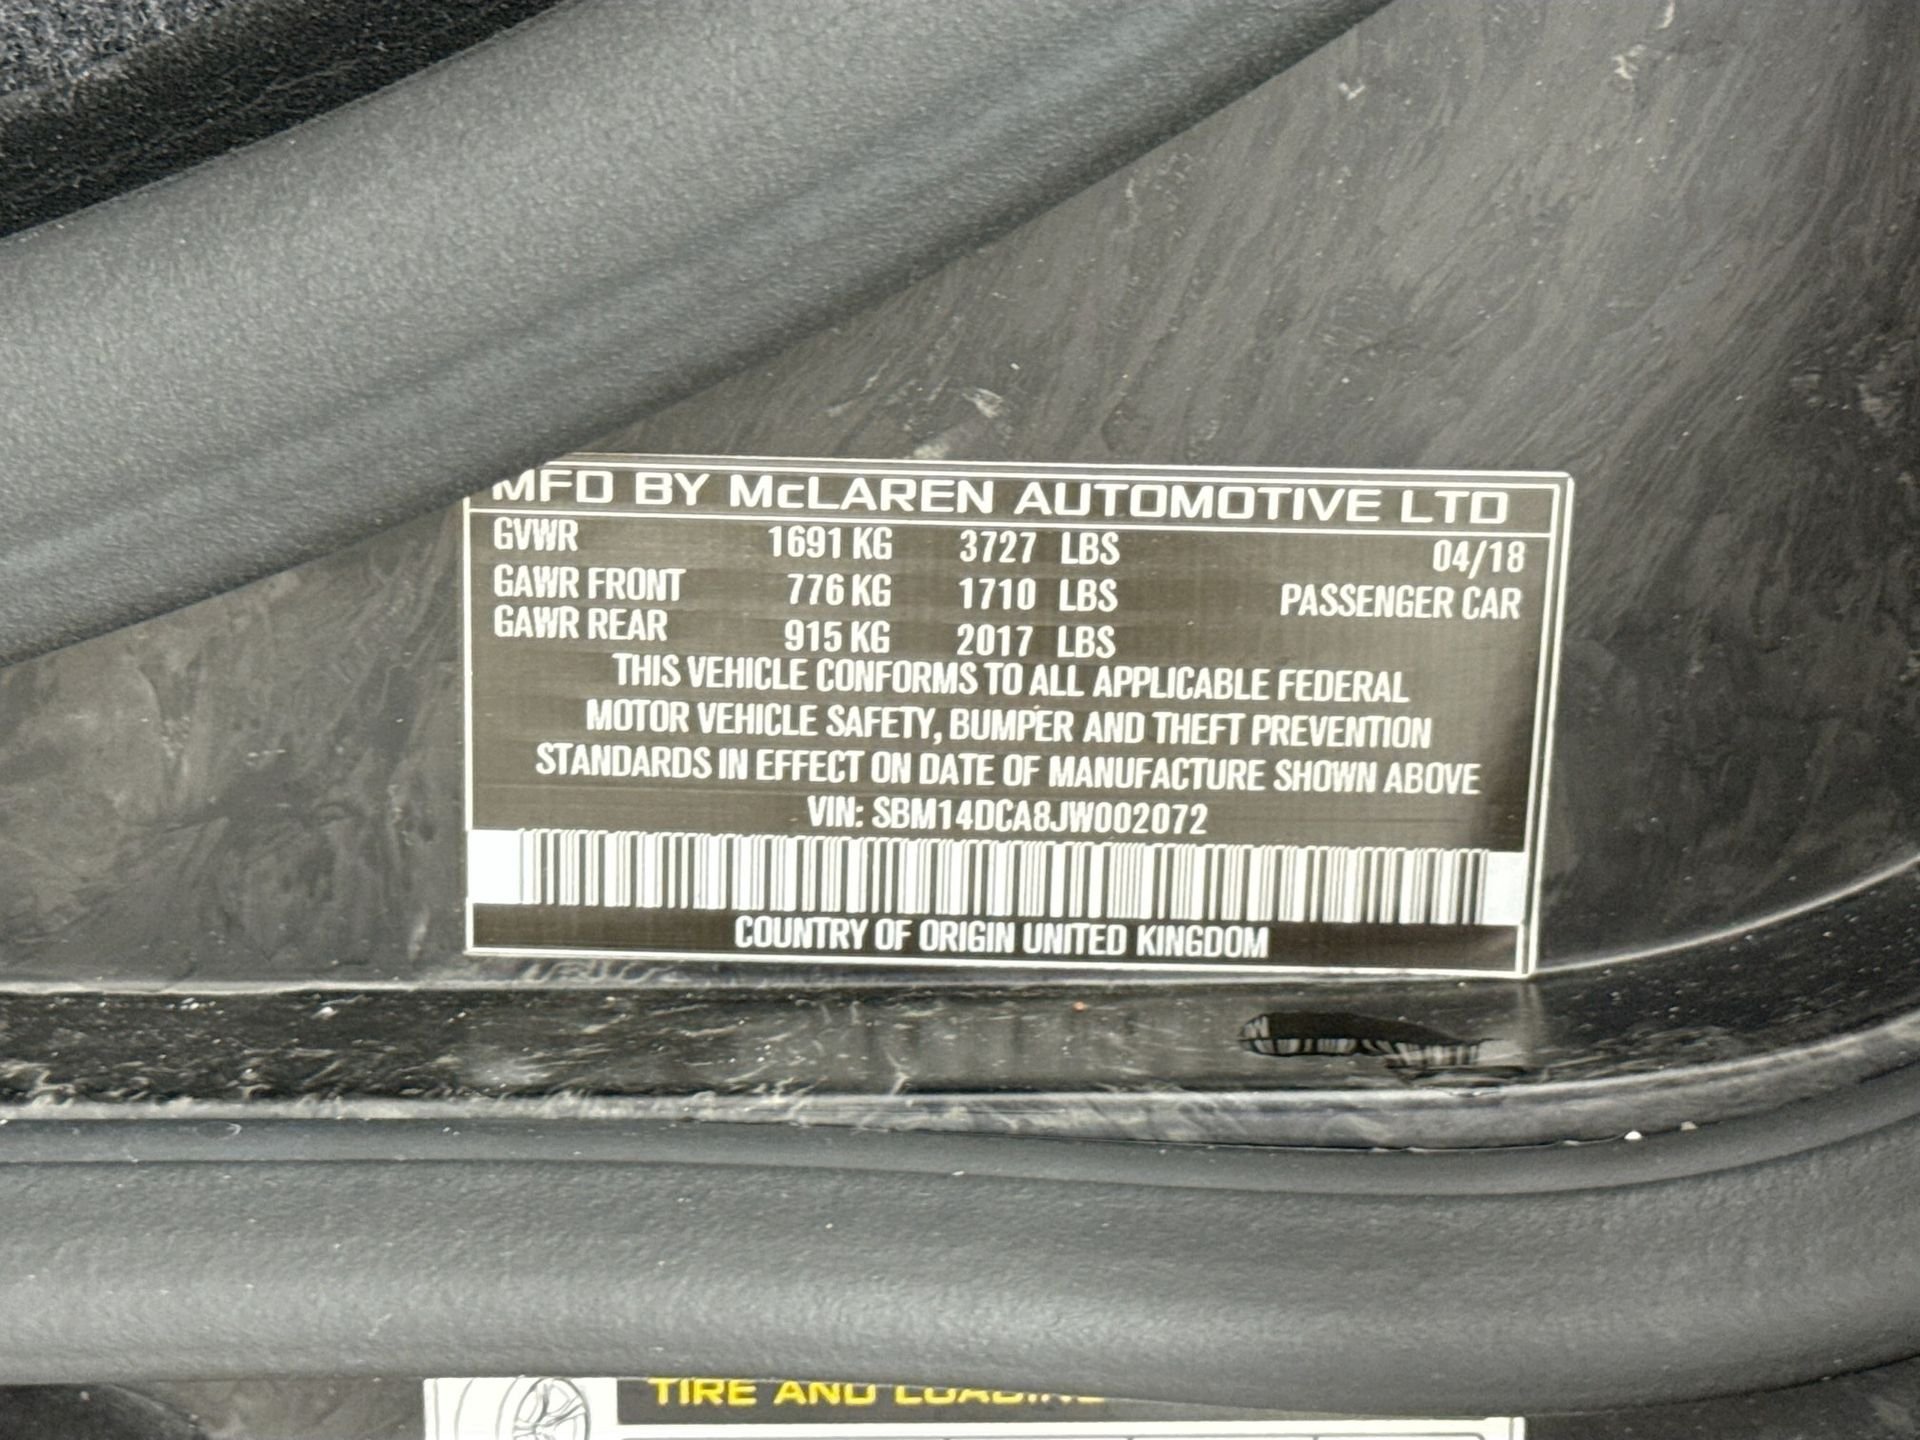 MFD BY McLAREN AUTOMOTIVE LTD
GVWR 1691 KG 3727 LBS 04/18
GAWR FRONT 776 KG 1710 LBS PASSENGER CAR
GAWR REAR 915 KG 2017 LBS
THIS VEHICLE CONFORMS TO ALL APPLICABLE FEDERAL
MOTOR VEHICLE SAFETY, BUMPER AND THEFT PREVENTION
STANDARDS IN EFFECT ON DATE OF MANUFACTURE SHOWN ABOVE
VIN: SBM14DCA8JW002072
COUNTRY OF ORIGIN UNITED KINGDOM
TIRE AND LOADING